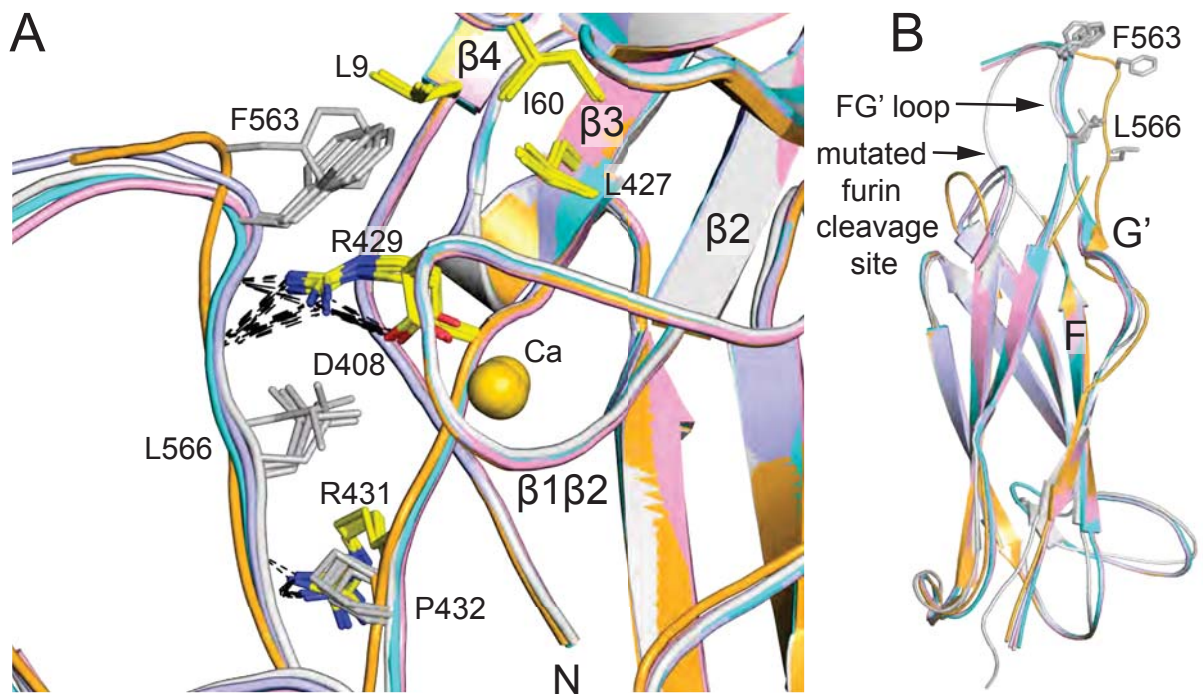 A
L9
β4
F563
I60
β3
L427
R429
β2
D408
Ca
L566
β1β2
R431
P432
N
B
F563
FG' loop
L566
mutated
furin
cleavage
site
G'
F